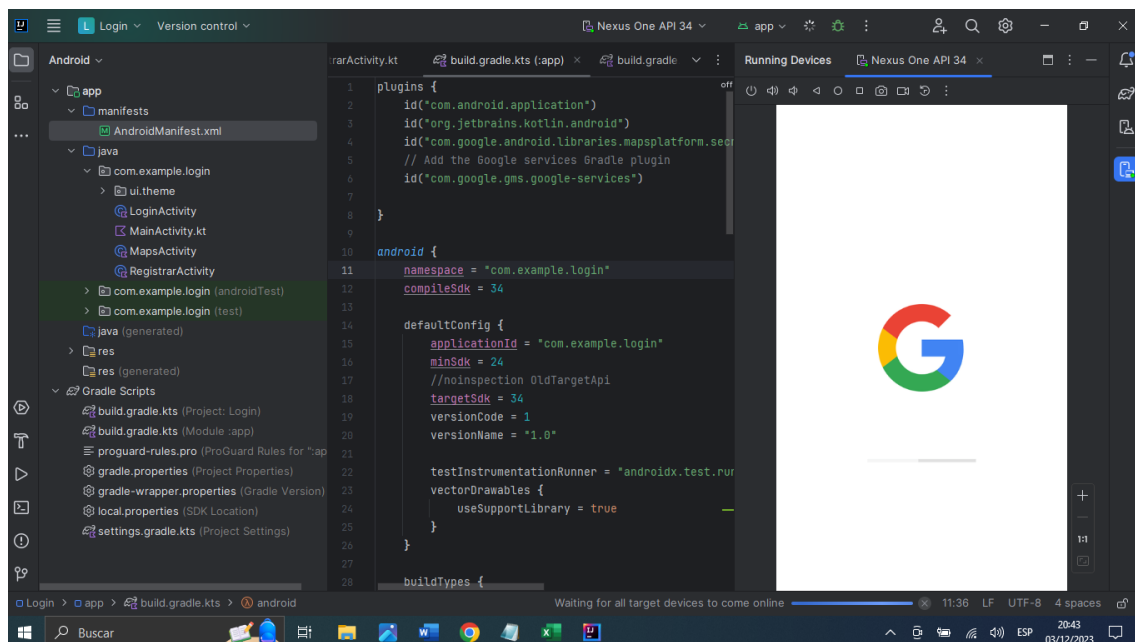 L Login Version control Nexus One API 34 app
Android
app
manifests
AndroidManifest.xml
java
com.example.login
ui.theme
LoginActivity
MainActivity.kt
MapsActivity
RegistrarActivity
com.example.login (androidTest)
com.example.login (test)
java (generated)
res
res (generated)
Gradle Scripts
build.gradle.kts (Project: Login)
build.gradle.kts (Module :app)
proguard-rules.pro (ProGuard Rules for ":ap
gradle.properties (Project Properties)
gradle-wrapper.properties (Gradle Version)
local.properties (SDK Location)
settings.gradle.kts (Project Settings)
rarActivity.kt build.gradle.kts (:app) build.gradle
off
1 plugins {
2 id("com.android.application")
3 id("org.jetbrains.kotlin.android")
4 id("com.google.android.libraries.mapsplatform.secr
5 // Add the Google services Gradle plugin
6 id("com.google.gms.google-services")
7
8 }
9
10 android {
11 namespace = "com.example.login"
12 compileSdk = 34
13
14 defaultConfig {
15 applicationId = "com.example.login"
16 minSdk = 24
17 //noinspection OldTargetApi
18 targetSdk = 34
19 versionCode = 1
20 versionName = "1.0"
21
22 testInstrumentationRunner = "androidx.test.run
23 vectorDrawables {
24 useSupportLibrary = true
25 }
26 }
27
28 buildTypes {
Running Devices Nexus One API 34
G
1:1
Login > app > build.gradle.kts > android Waiting for all target devices to come online 11:36 LF UTF-8 4 spaces
Buscar ESP 20:43
03/12/2023